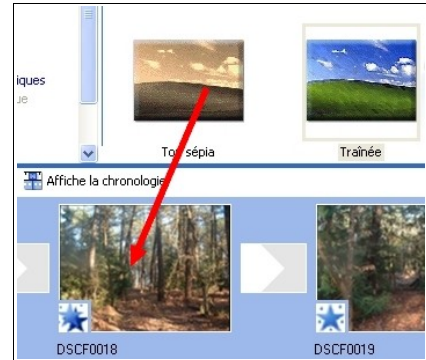 iques
ue
Ton sépia
Traînée
Affiche la chronologie
DSCF0018
DSCF0019